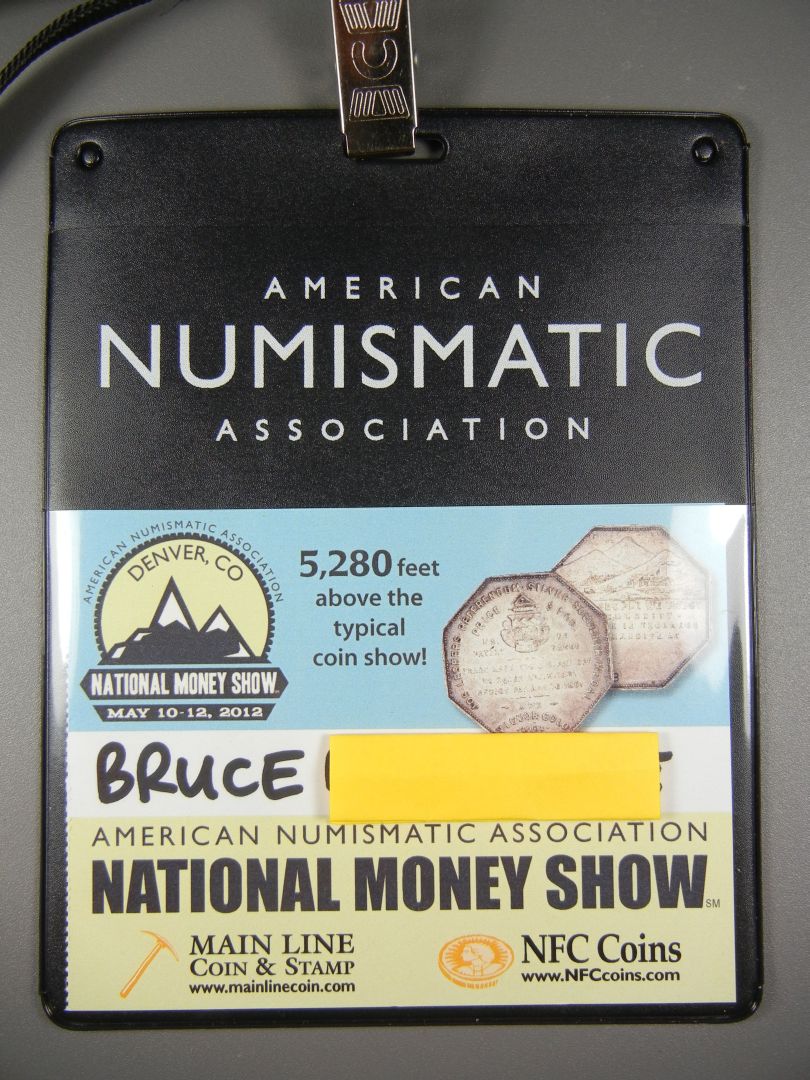 AMERICAN
NUMISMATIC
ASSOCIATION
AMERICAN NUMISMATIC ASSOCIATION
DENVER, CO
NATIONAL MONEY SHOW
MAY 10-12, 2012
5,280 feet
above the
typical
coin show!
BRUCE
AMERICAN NUMISMATIC ASSOCIATION
NATIONAL MONEY SHOW SM
MAIN LINE
COIN & STAMP
www.mainlinecoin.com
NFC Coins
www.NFCcoins.com